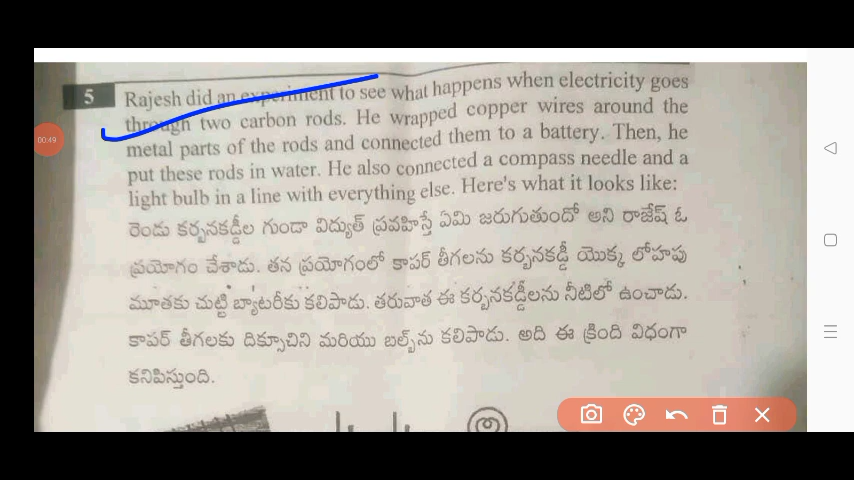 5 Rajesh did an experiment to see what happens when electricity goes
through two carbon rods. He wrapped copper wires around the
metal parts of the rods and connected them to a battery. Then, he
put these rods in water. He also connected a compass needle and a
light bulb in a line with everything else. Here's what it looks like:
రెండు కర్బనకడ్డీల గుండా విద్యుత్ ప్రవహిస్తే ఏమి జరుగుతుందో అని రాజేష్ ఓ
ప్రయోగం చేశాడు. తన ప్రయోగంలో కాపర్ తీగలను కర్బనకడ్డీ యొక్క లోహపు
మూతకు చుట్టి బ్యాటరీకు కలిపాడు. తరువాత ఈ కర్బనకడ్డీలను నీటిలో ఉంచాడు.
కాపర్ తీగలకు దిక్సూచిని మరియు బల్బ్‌ను కలిపాడు. అది ఈ క్రింది విధంగా
కనిపిస్తుంది.
00:49